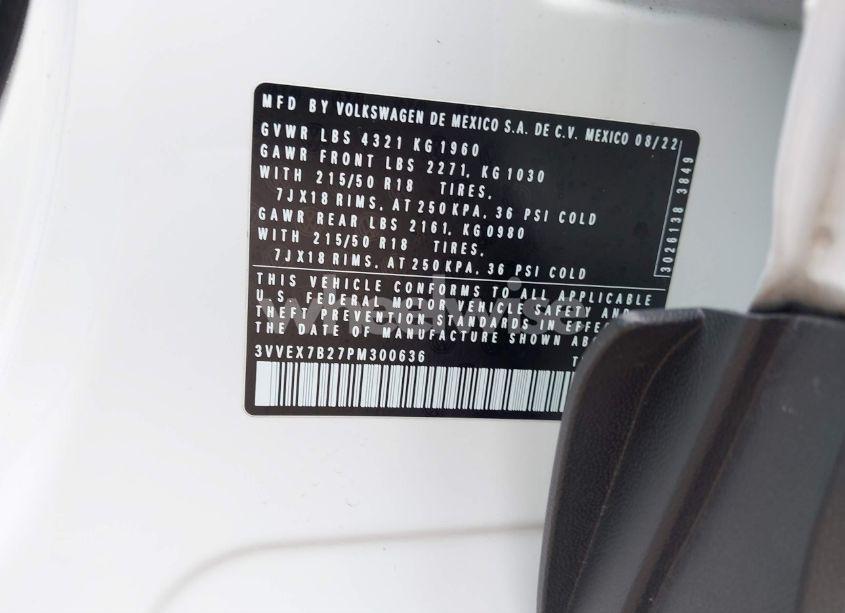 MFD BY VOLKSWAGEN DE MEXICO S.A. DE C.V. MEXICO 08/22
GVWR LBS 4321 KG 1960
GAWR FRONT LBS 2271, KG 1030
WITH 215/50 R18 TIRES,
7JX18 RIMS, AT 250 KPA, 36 PSI COLD
GAWR REAR LBS 2161, KG 0980
WITH 215/50 R18 TIRES,
7JX18 RIMS, AT 250 KPA, 36 PSI COLD
3026138 3849
THIS VEHICLE CONFORMS TO ALL APPLICABLE
U.S. FEDERAL MOTOR VEHICLE SAFETY AND
THEFT PREVENTION STANDARDS IN EFFE
THE DATE OF MANUFACTURE SHOWN AB
3VVEX7B27PM300636 T
wheelwise